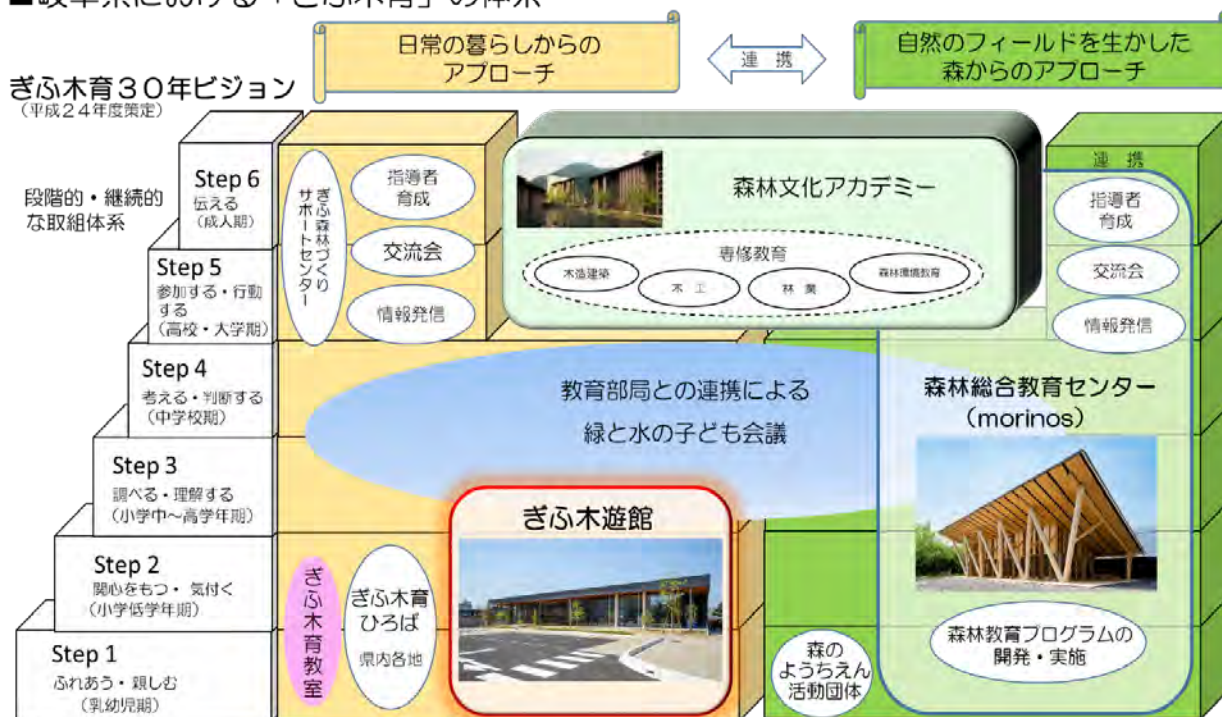 ■岐阜県における「ぎふ木育」の体系
日常の暮らしからの
アプローチ
連 携
自然のフィールドを生かした
森からのアプローチ
ぎふ木育30年ビジョン
（平成24年度策定）
段階的・継続的
な取組体系
Step 6
伝える
（成人期）
Step 5
参加する・行動
する
（高校・大学期）
Step 4
考える・判断する
（中学校期）
Step 3
調べる・理解する
（小学中～高学年期）
Step 2
関心をもつ・ 気付く
（小学低学年期）
Step 1
ふれあう・親しむ
（乳幼児期）
ぎふ森林づくり
サポートセンター
指導者
育成
交流会
情報発信
森林文化アカデミー
専修教育
木造建築
木 工
林 業
森林環境教育
連 携
指導者
育成
交流会
情報発信
教育部局との連携による
緑と水の子ども会議
森林総合教育センター
（morinos）
ぎふ木遊館
ぎふ木育教室
ぎふ木育
ひろば
県内各地
森の
ようちえん
活動団体
森林教育プログラムの
開発・実施